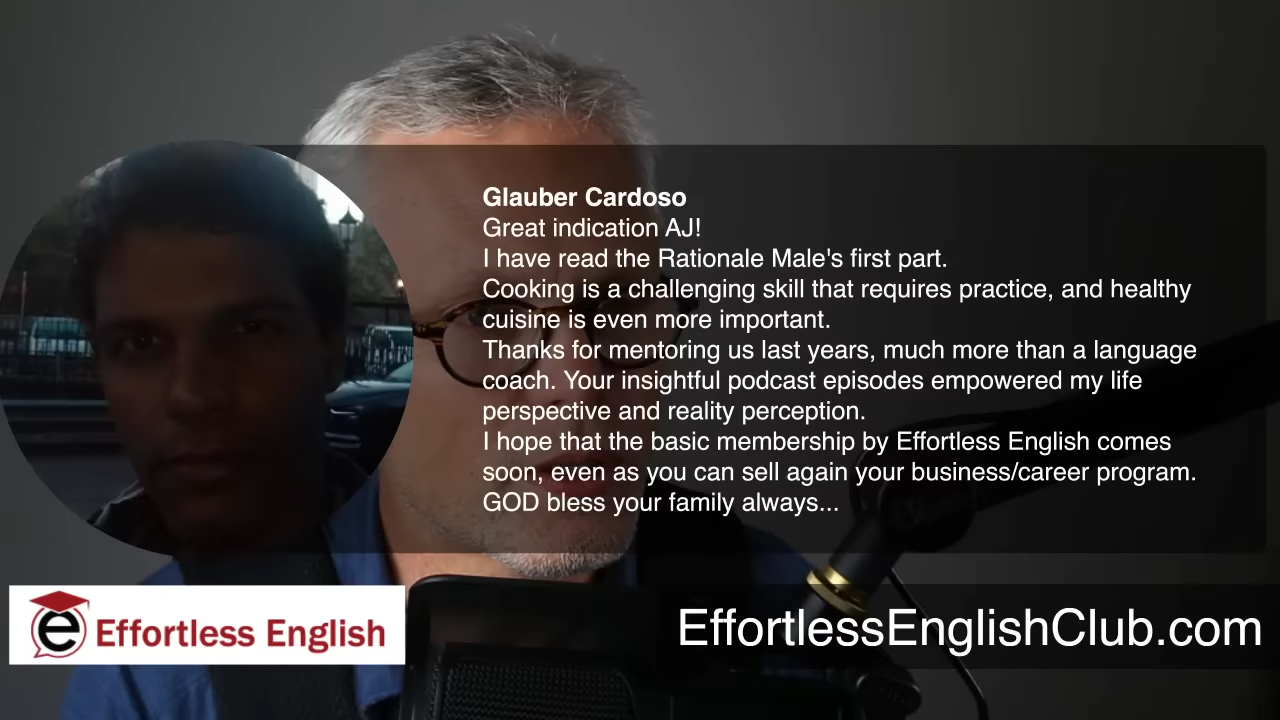 Glauber Cardoso
Great indication AJ!
I have read the Rationale Male's first part.
Cooking is a challenging skill that requires practice, and healthy
cuisine is even more important.
Thanks for mentoring us last years, much more than a language
coach. Your insightful podcast episodes empowered my life
perspective and reality perception.
I hope that the basic membership by Effortless English comes
soon, even as you can sell again your business/career program.
GOD bless your family always...
e Effortless English
EffortlessEnglishClub.com